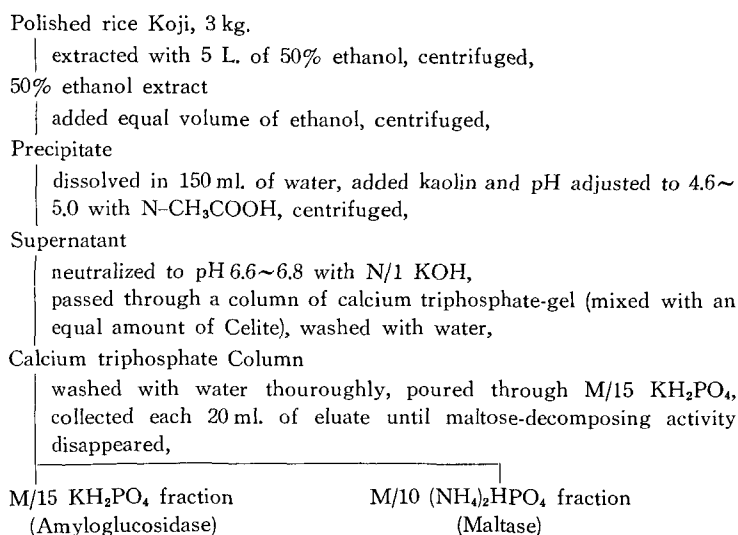 Polished rice Koji, 3 kg.
extracted with 5 L. of 50% ethanol, centrifuged,
50% ethanol extract
added equal volume of ethanol, centrifuged,
Precipitate
dissolved in 150 ml. of water, added kaolin and pH adjusted to 4.6~
5.0 with N-CH₃COOH, centrifuged,
Supernatant
neutralized to pH 6.6~6.8 with N/1 KOH,
passed through a column of calcium triphosphate-gel (mixed with an
equal amount of Celite), washed with water,
Calcium triphosphate Column
washed with water thouroughly, poured through M/15 KH₂PO₄,
collected each 20 ml. of eluate until maltose-decomposing activity
disappeared,
M/15 KH₂PO₄ fraction M/10 (NH₄)₂HPO₄ fraction
(Amyloglucosidase) (Maltase)